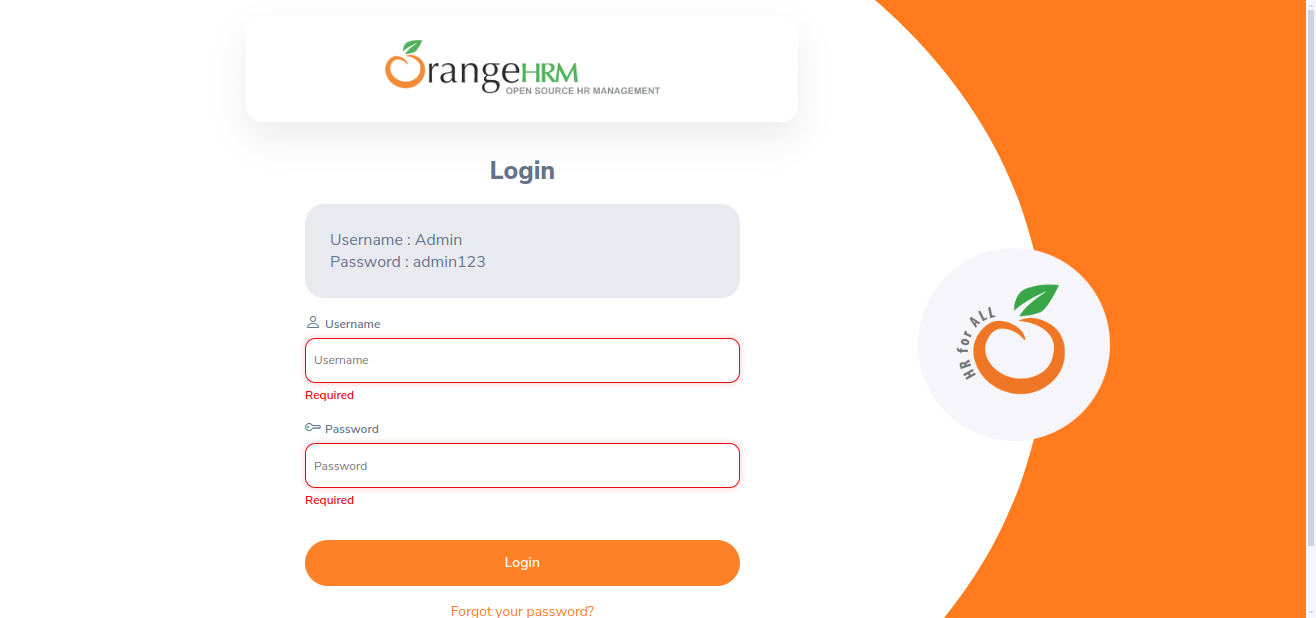 OrangeHRM
OPEN SOURCE HR MANAGEMENT
Login
Username : Admin
Password : admin123
Username
Username
Required
Password
Password
Required
Login
Forgot your password?
HR for ALL